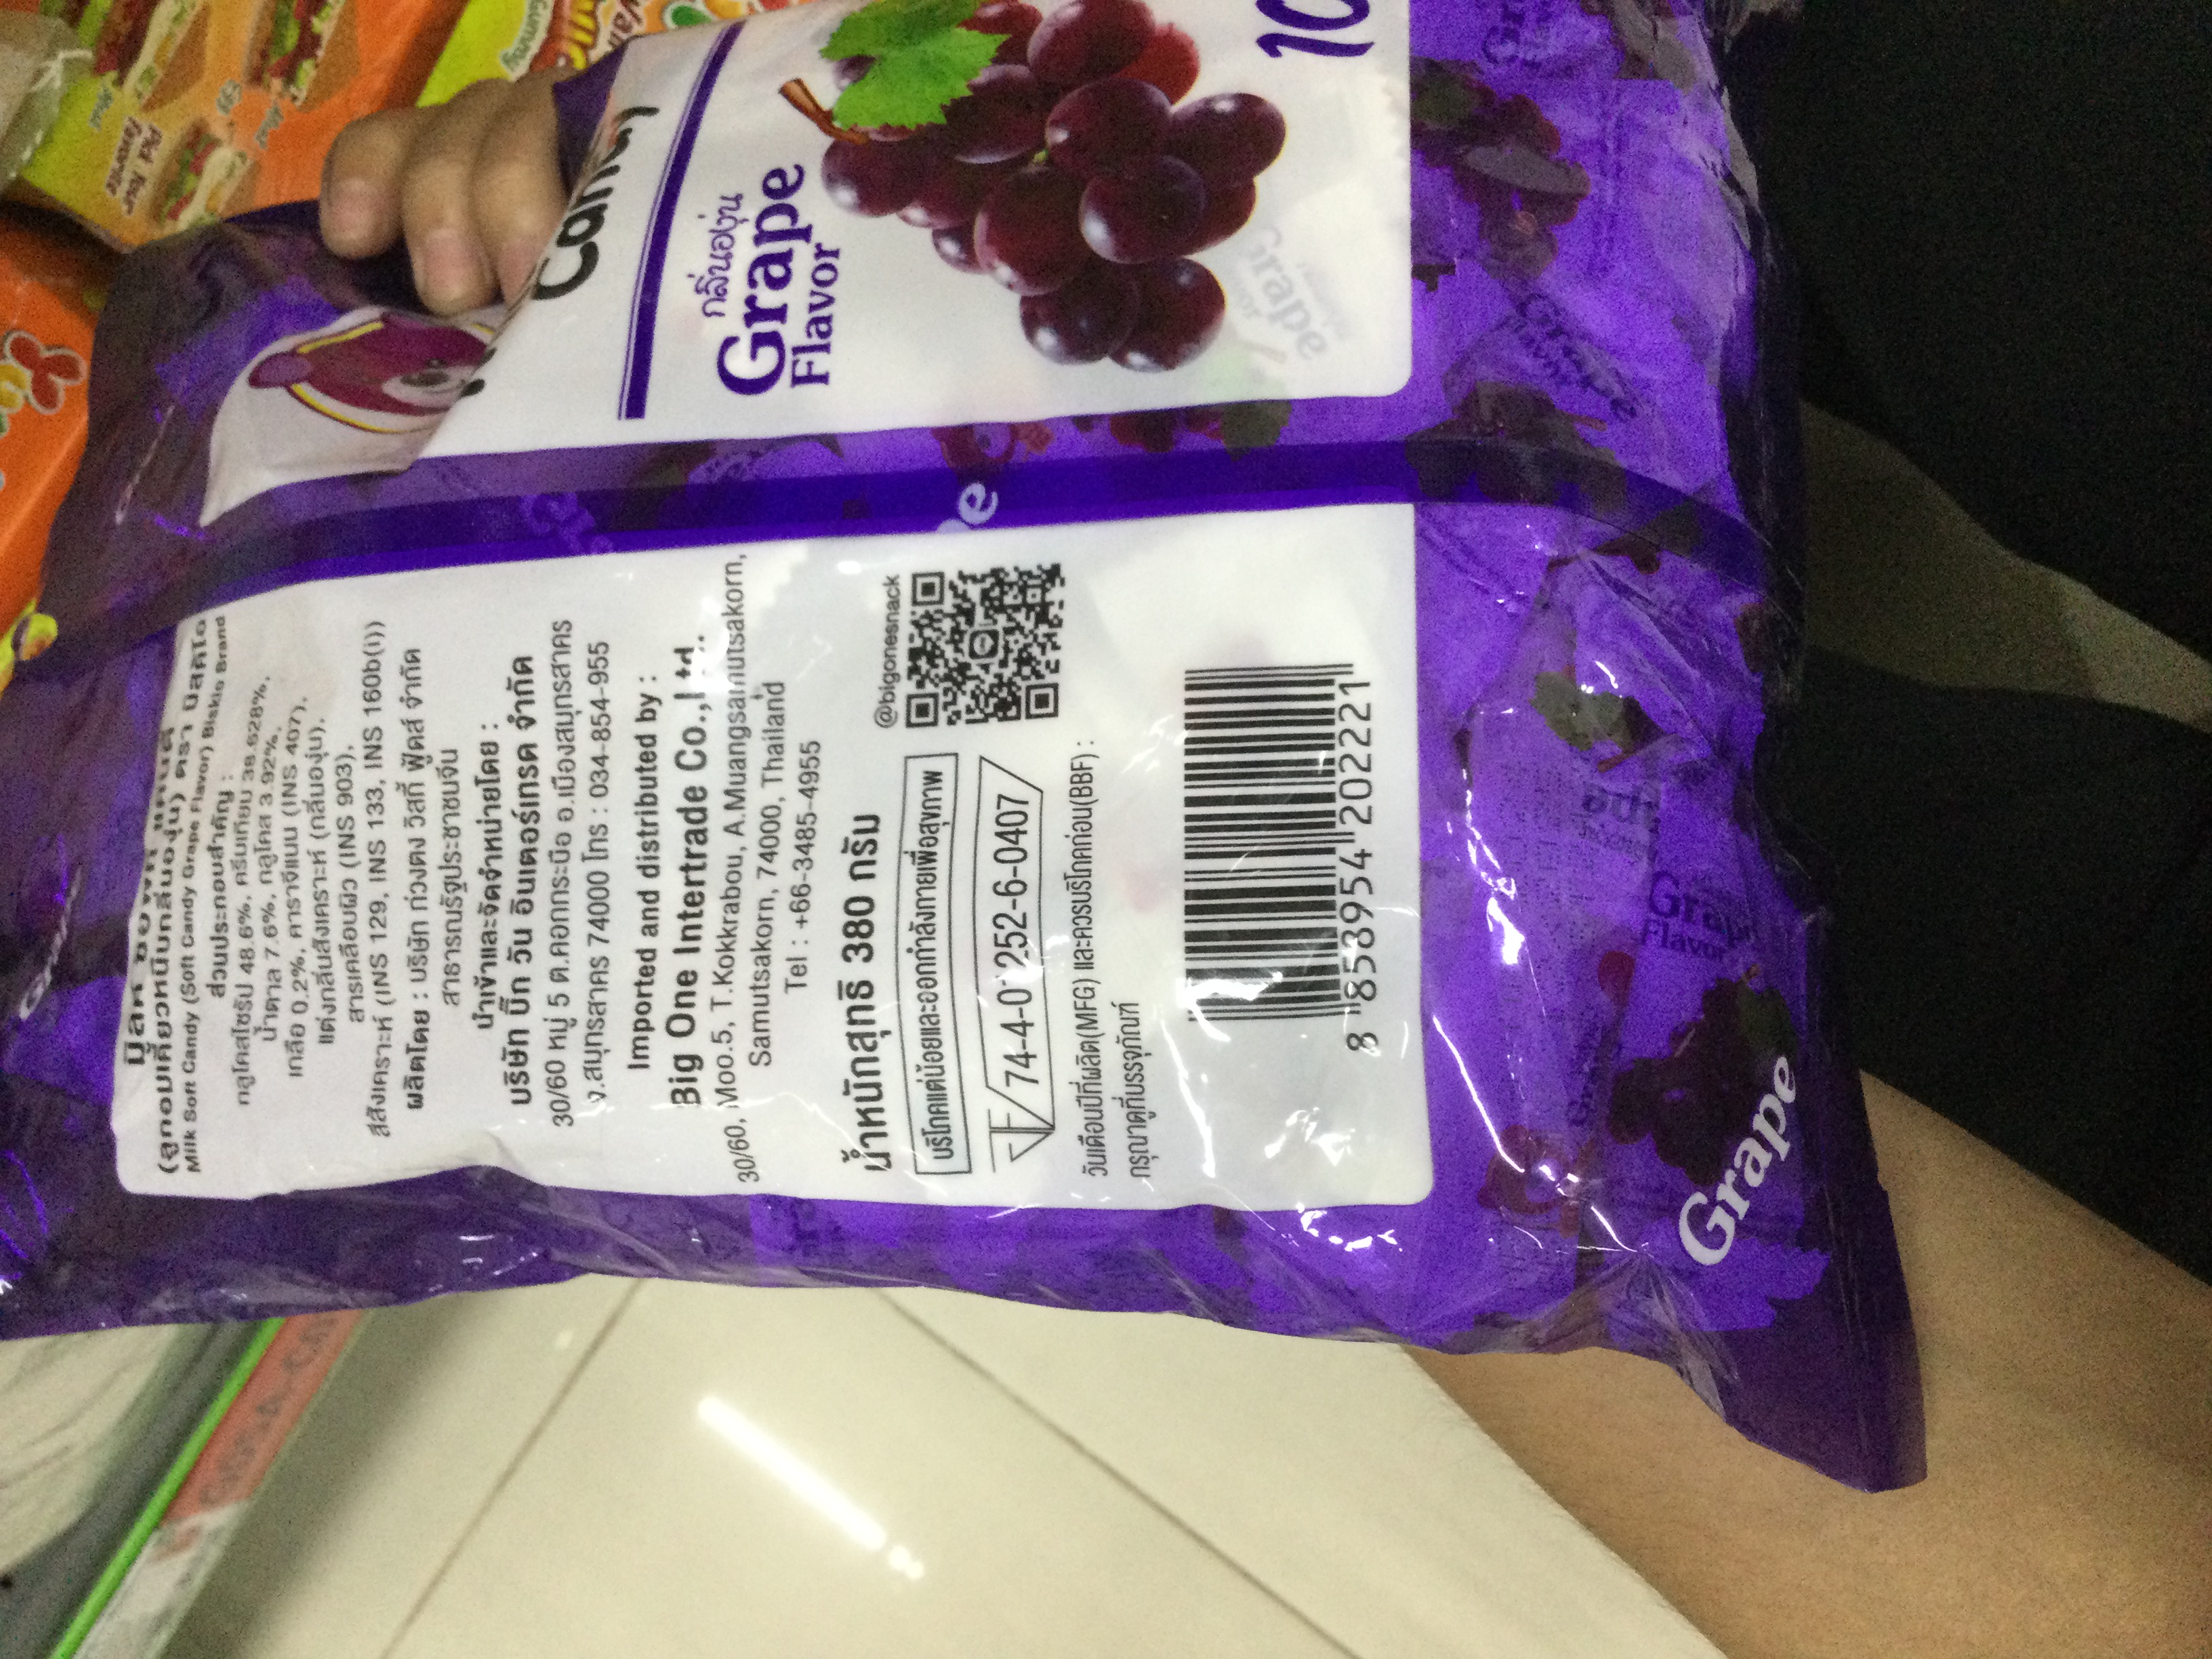 Candy
กลิ่นองุ่น
Grape
Flavor
10
(ลูกอมเคี้ยวหนึบกลิ่นองุ่น) ตรา บิสกิโอ
Milk Soft Candy (Soft Candy Grape Flavor) Biskio Brand
ส่วนประกอบสำคัญ :
กลูโคสไซรัป 48.6%, ครีมเทียม 38.628%,
น้ำตาล 7.6%, กลูโคส 3.92%,
เกลือ 0.2%, คาราจีแนน (INS 407),
แต่งกลิ่นสังเคราะห์ (กลิ่นองุ่น),
สารเคลือบผิว (INS 903),
สีสังเคราะห์ (INS 129, INS 133, INS 160b(i))
ผลิตโดย : บริษัท กวางตง วิสกี้ ฟู้ดส์ จำกัด
สาธารณรัฐประชาชนจีน
นำเข้าและจัดจำหน่ายโดย :
บริษัท บิ๊ก วัน อินเตอร์เทรด จำกัด
30/60 หมู่ 5 ต.คอกกระบือ อ.เมืองสมุทรสาคร
จ.สมุทรสาคร 74000 โทร : 034-854-955
Imported and distributed by :
Big One Intertrade Co.,Ltd.
30/60, Moo.5, T.Kokkrabou, A.Muangsamutsakorn,
Samutsakorn, 74000, Thailand
Tel : +66-3485-4955
น้ำหนักสุทธิ 380 กรัม
@bigonesnack
บริโภคแต่น้อยและออกกำลังกายเพื่อสุขภาพ
74-4-01252-6-0407
วันเดือนปีที่ผลิต(MFG) และควรบริโภคก่อน(BBF) :
กรุณาดูที่บรรจุภัณฑ์
8 858954 202221
Grape
Grape
Flavor
Grape
Flavor